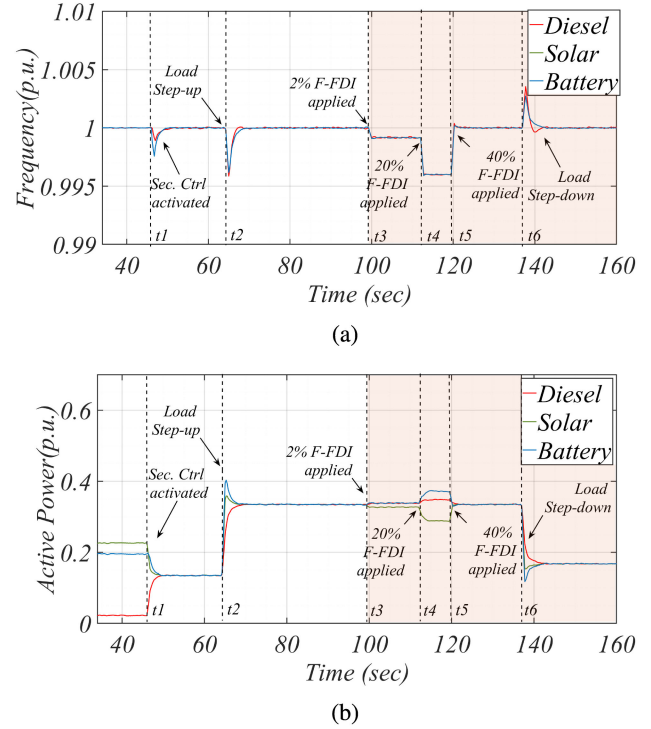 1.01
1.005
1
0.995
0.99
Frequency(p.u.)
Diesel
Solar
Battery
Load
Step-up
2% F-FDI
applied
Sec. Ctrl
activated
20%
F-FDI
applied
40%
F-FDI
applied
Load
Step-down
t1
t2
t3
t4
t5
t6
40
60
80
100
120
140
160
Time (sec)
(a)
0.6
0.4
0.2
0
Active Power(p.u.)
Diesel
Solar
Battery
Load
Step-up
Sec. Ctrl
activated
2% F-FDI
applied
Load
Step-down
20%
F-FDI
applied
40%
F-FDI
applied
t1
t2
t3
t4
t5
t6
40
60
80
100
120
140
160
Time (sec)
(b)